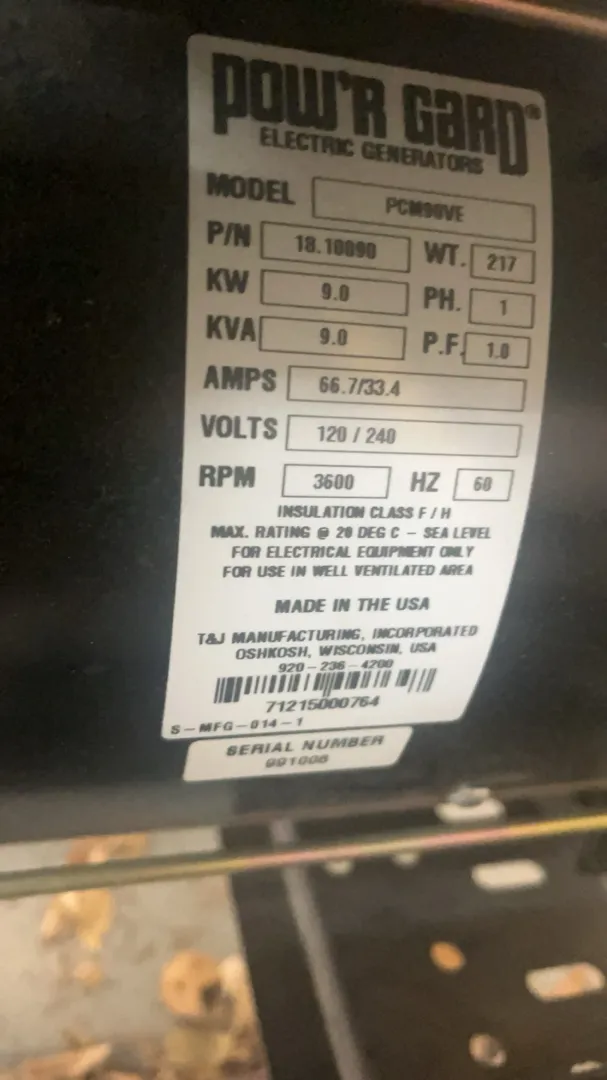 POW'R GARD®
ELECTRIC GENERATORS
MODEL PCM90VE
P/N 18.10090 WT. 217
KW 9.0 PH. 1
KVA 9.0 P.F. 1.0
AMPS 66.7/33.4
VOLTS 120 / 240
RPM 3600 HZ 60
INSULATION CLASS F / H
MAX. RATING @ 20 DEG C - SEA LEVEL
FOR ELECTRICAL EQUIPMENT ONLY
FOR USE IN WELL VENTILATED AREA
MADE IN THE USA
T&J MANUFACTURING, INCORPORATED
OSHKOSH, WISCONSIN, USA
920-236-4200
71215000764
S-MFG-014-1
SERIAL NUMBER